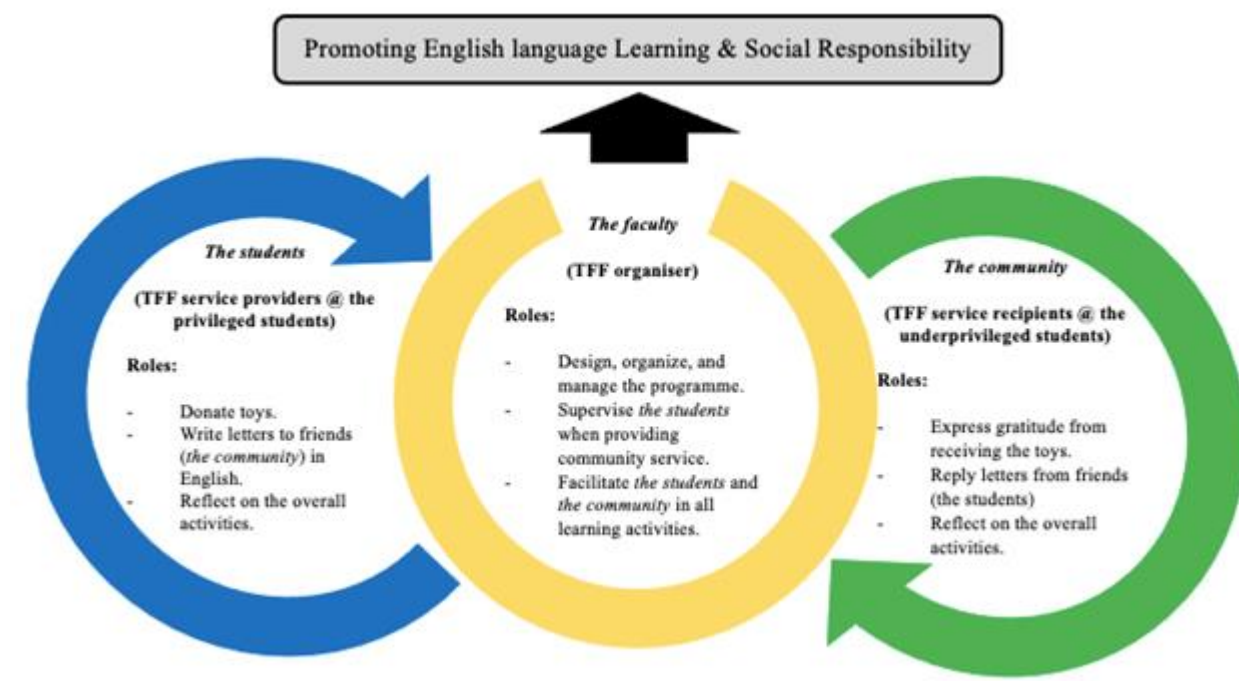 Promoting English language Learning & Social Responsibility
The students
(TFF service providers @ the
privileged students)
Roles:
- Donate toys.
- Write letters to friends
(the community) in
English.
- Reflect on the overall
activities.
The faculty
(TFF organiser)
Roles:
- Design, organize, and
manage the programme.
- Supervise the students
when providing
community service.
- Facilitate the students and
the community in all
learning activities.
The community
(TFF service recipients @ the
underprivileged students)
Roles:
- Express gratitude from
receiving the toys.
- Reply letters from friends
(the students)
- Reflect on the overall
activities.